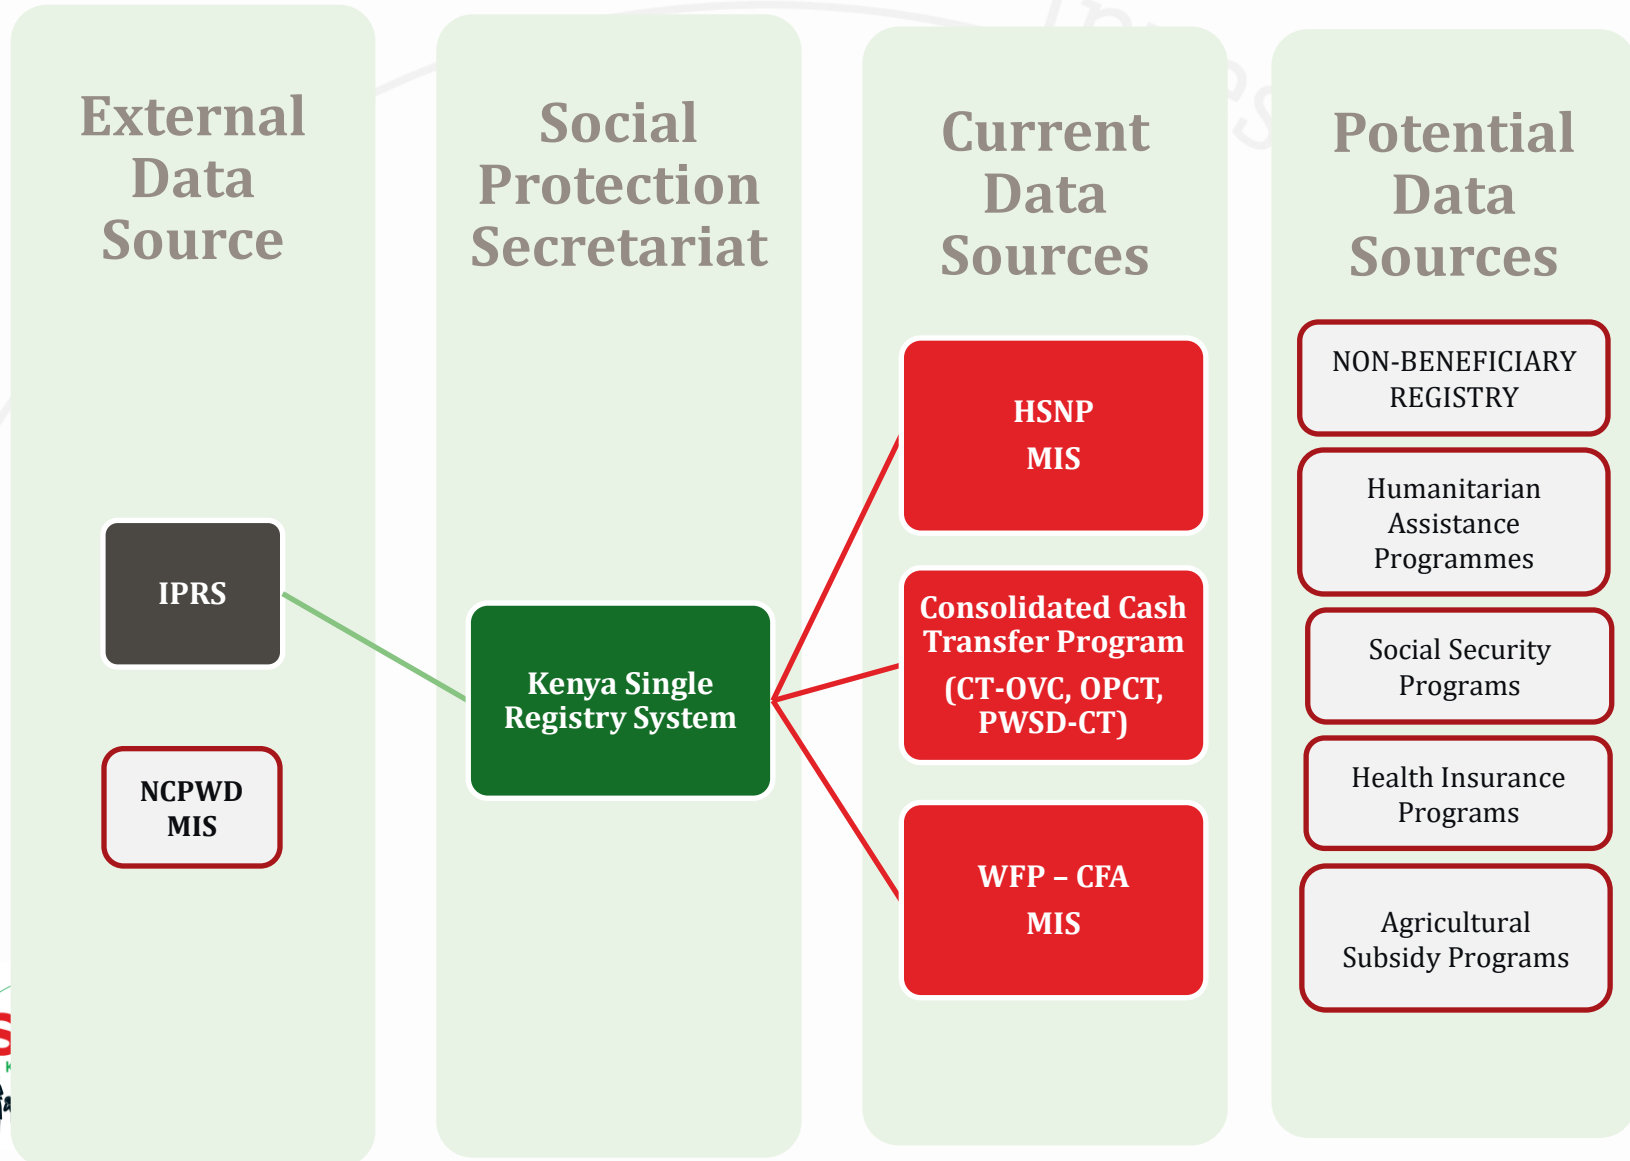 External
Data
Source
IPRS
NCPWD
MIS
Social
Protection
Secretariat
Kenya Single
Registry System
Current
Data
Sources
HSNP
MIS
Consolidated Cash
Transfer Program
(CT-OVC, OPCT,
PWSD-CT)
WFP – CFA
MIS
Potential
Data
Sources
NON-BENEFICIARY
REGISTRY
Humanitarian
Assistance
Programmes
Social Security
Programs
Health Insurance
Programs
Agricultural
Subsidy Programs